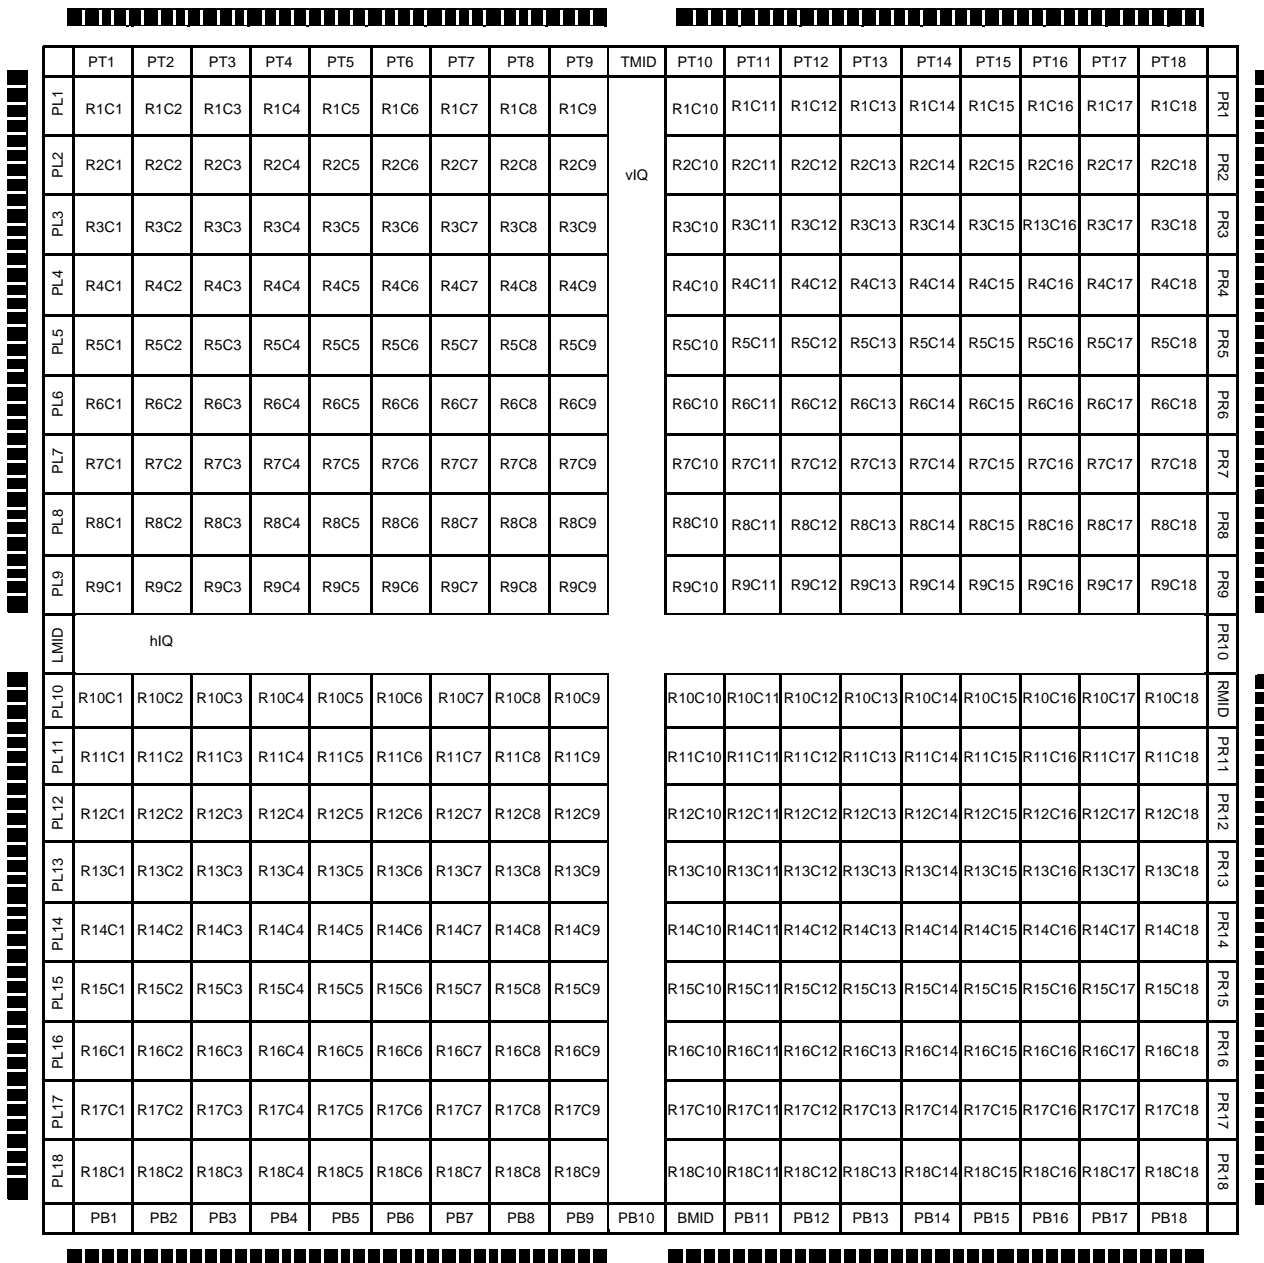 PT1 PT2 PT3 PT4 PT5 PT6 PT7 PT8 PT9 TMID PT10 PT11 PT12 PT13 PT14 PT15 PT16 PT17 PT18
PL1 R1C1 R1C2 R1C3 R1C4 R1C5 R1C6 R1C7 R1C8 R1C9 R1C10 R1C11 R1C12 R1C13 R1C14 R1C15 R1C16 R1C17 R1C18 PR1
PL2 R2C1 R2C2 R2C3 R2C4 R2C5 R2C6 R2C7 R2C8 R2C9 vIQ R2C10 R2C11 R2C12 R2C13 R2C14 R2C15 R2C16 R2C17 R2C18 PR2
PL3 R3C1 R3C2 R3C3 R3C4 R3C5 R3C6 R3C7 R3C8 R3C9 R3C10 R3C11 R3C12 R3C13 R3C14 R3C15 R13C16 R3C17 R3C18 PR3
PL4 R4C1 R4C2 R4C3 R4C4 R4C5 R4C6 R4C7 R4C8 R4C9 R4C10 R4C11 R4C12 R4C13 R4C14 R4C15 R4C16 R4C17 R4C18 PR4
PL5 R5C1 R5C2 R5C3 R5C4 R5C5 R5C6 R5C7 R5C8 R5C9 R5C10 R5C11 R5C12 R5C13 R5C14 R5C15 R5C16 R5C17 R5C18 PR5
PL6 R6C1 R6C2 R6C3 R6C4 R6C5 R6C6 R6C7 R6C8 R6C9 R6C10 R6C11 R6C12 R6C13 R6C14 R6C15 R6C16 R6C17 R6C18 PR6
PL7 R7C1 R7C2 R7C3 R7C4 R7C5 R7C6 R7C7 R7C8 R7C9 R7C10 R7C11 R7C12 R7C13 R7C14 R7C15 R7C16 R7C17 R7C18 PR7
PL8 R8C1 R8C2 R8C3 R8C4 R8C5 R8C6 R8C7 R8C8 R8C9 R8C10 R8C11 R8C12 R8C13 R8C14 R8C15 R8C16 R8C17 R8C18 PR8
PL9 R9C1 R9C2 R9C3 R9C4 R9C5 R9C6 R9C7 R9C8 R9C9 R9C10 R9C11 R9C12 R9C13 R9C14 R9C15 R9C16 R9C17 R9C18 PR9
LMID hIQ PR10
PL10 R10C1 R10C2 R10C3 R10C4 R10C5 R10C6 R10C7 R10C8 R10C9 R10C10 R10C11 R10C12 R10C13 R10C14 R10C15 R10C16 R10C17 R10C18 RMID
PL11 R11C1 R11C2 R11C3 R11C4 R11C5 R11C6 R11C7 R11C8 R11C9 R11C10 R11C11 R11C12 R11C13 R11C14 R11C15 R11C16 R11C17 R11C18 PR11
PL12 R12C1 R12C2 R12C3 R12C4 R12C5 R12C6 R12C7 R12C8 R12C9 R12C10 R12C11 R12C12 R12C13 R12C14 R12C15 R12C16 R12C17 R12C18 PR12
PL13 R13C1 R13C2 R13C3 R13C4 R13C5 R13C6 R13C7 R13C8 R13C9 R13C10 R13C11 R13C12 R13C13 R13C14 R13C15 R13C16 R13C17 R13C18 PR13
PL14 R14C1 R14C2 R14C3 R14C4 R14C5 R14C6 R14C7 R14C8 R14C9 R14C10 R14C11 R14C12 R14C13 R14C14 R14C15 R14C16 R14C17 R14C18 PR14
PL15 R15C1 R15C2 R15C3 R15C4 R15C5 R15C6 R15C7 R15C8 R15C9 R15C10 R15C11 R15C12 R15C13 R15C14 R15C15 R15C16 R15C17 R15C18 PR15
PL16 R16C1 R16C2 R16C3 R16C4 R16C5 R16C6 R16C7 R16C8 R16C9 R16C10 R16C11 R16C12 R16C13 R16C14 R16C15 R16C16 R16C17 R16C18 PR16
PL17 R17C1 R17C2 R17C3 R17C4 R17C5 R17C6 R17C7 R17C8 R17C9 R17C10 R17C11 R17C12 R17C13 R17C14 R17C15 R17C16 R17C17 R17C18 PR17
PL18 R18C1 R18C2 R18C3 R18C4 R18C5 R18C6 R18C7 R18C8 R18C9 R18C10 R18C11 R18C12 R18C13 R18C14 R18C15 R18C16 R18C17 R18C18 PR18
PB1 PB2 PB3 PB4 PB5 PB6 PB7 PB8 PB9 PB10 BMID PB11 PB12 PB13 PB14 PB15 PB16 PB17 PB18